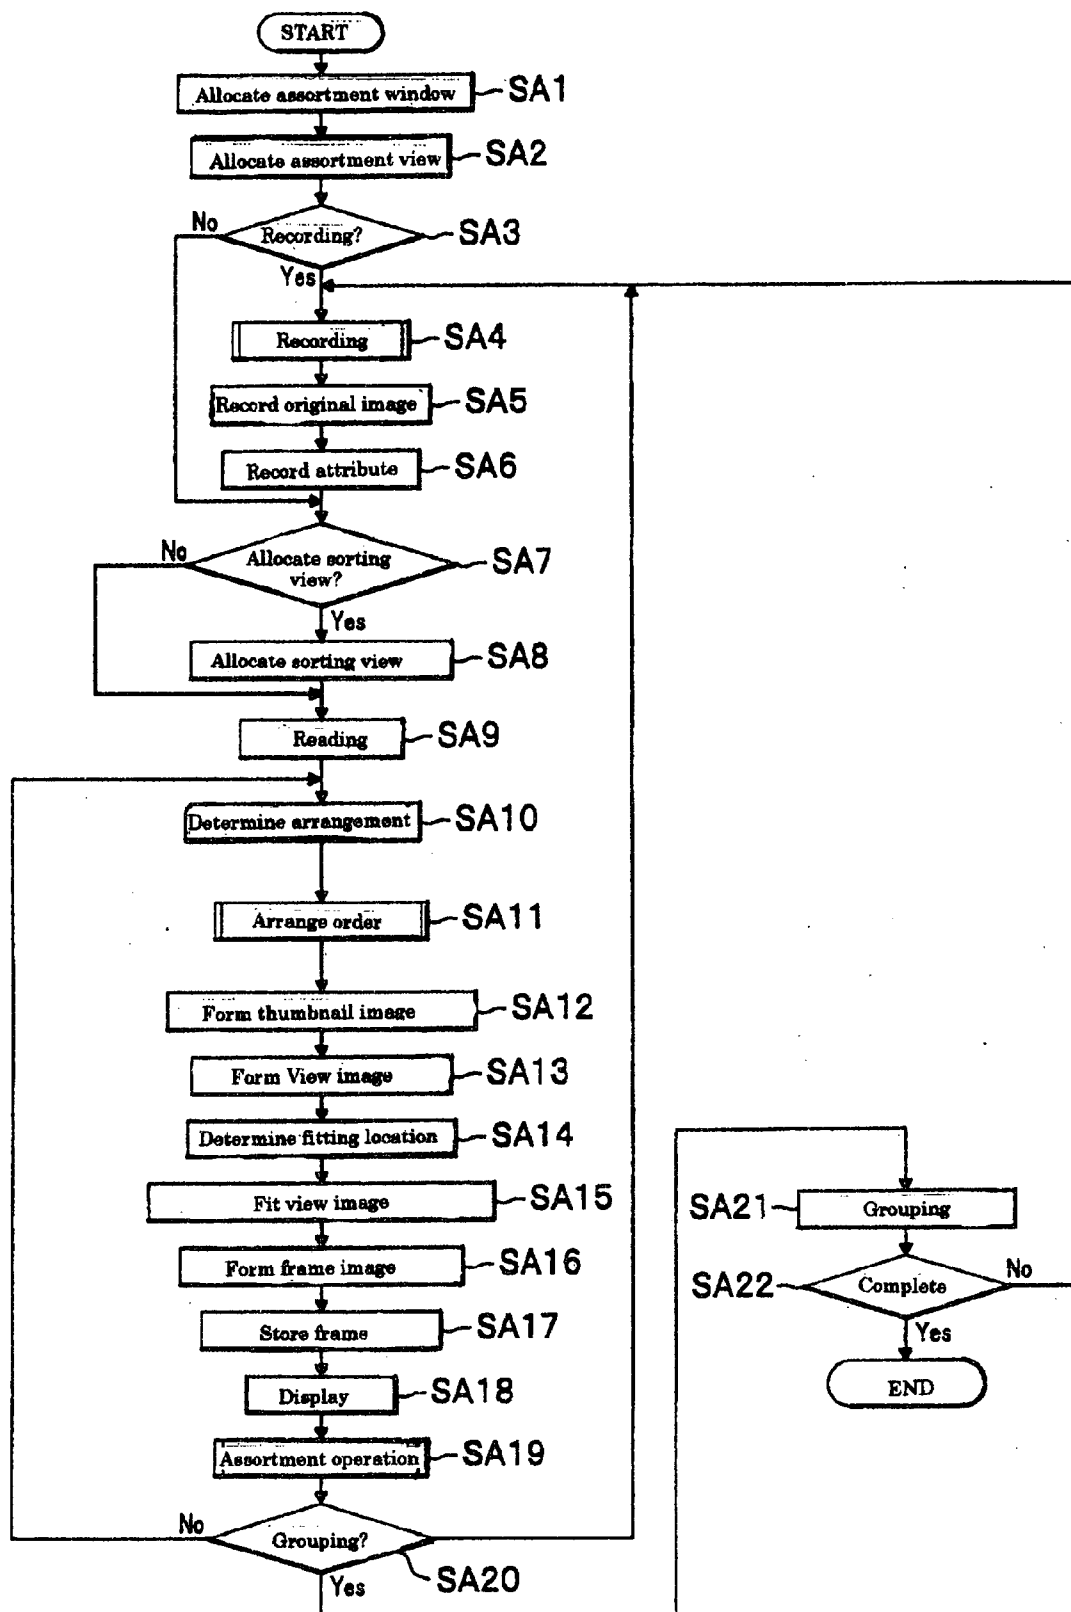 START
Allocate assortment window
SA1
Allocate assortment view
SA2
No
Recording?
SA3
Yes
Recording
SA4
Record original image
SA5
Record attribute
SA6
No
Allocate sorting
view?
SA7
Yes
Allocate sorting view
SA8
Reading
SA9
Determine arrangement
SA10
Arrange order
SA11
Form thumbnail image
SA12
Form View image
SA13
Determine fitting location
SA14
Fit view image
SA15
Form frame image
SA16
Store frame
SA17
Display
SA18
Assortment operation
SA19
No
Grouping?
SA20
Yes
SA21
Grouping
SA22
Complete
No
Yes
END